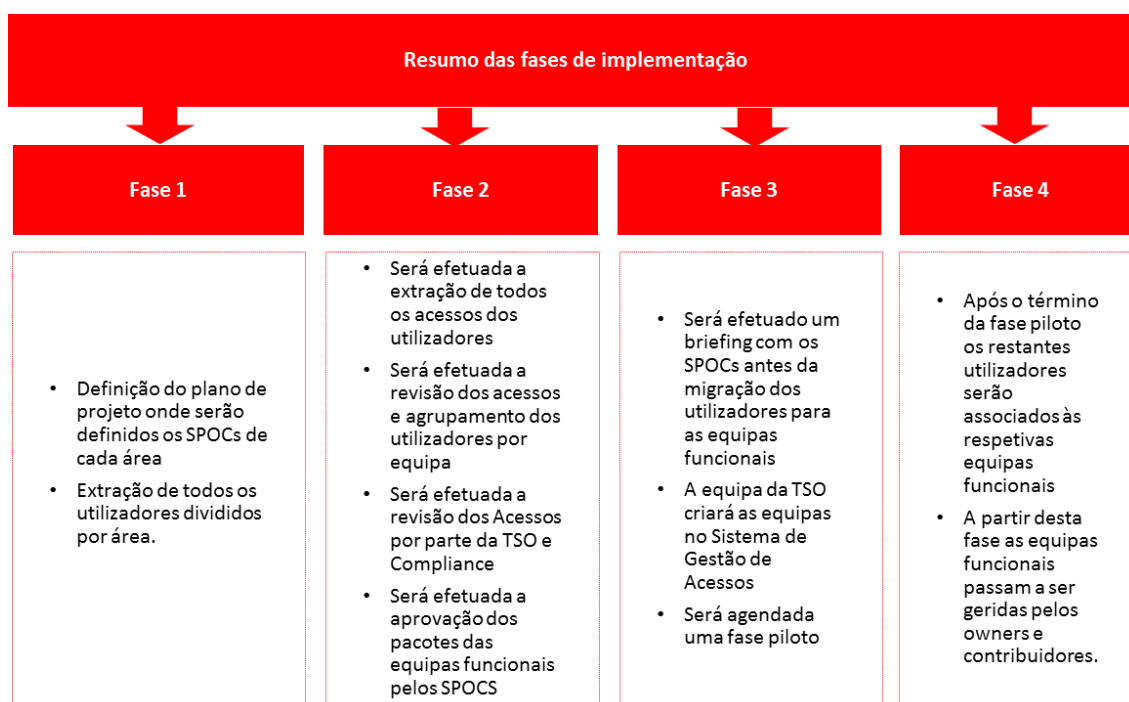 Resumo das fases de implementação
Fase 1
• Definição do plano de
projeto onde serão
definidos os SPOCs de
cada área
• Extração de todos os
utilizadores divididos
por área.
Fase 2
• Será efetuada a
extração de todos
os acessos dos
utilizadores
• Será efetuada a
revisão dos acessos
e agrupamento dos
utilizadores por
equipa
• Será efetuada a
revisão dos Acessos
por parte da TSO e
Compliance
• Será efetuada a
aprovação dos
pacotes das
equipas funcionais
pelos SPOCS
Fase 3
• Será efetuado um
briefing com os
SPOCs antes da
migração dos
utilizadores para
as equipas
funcionais
• A equipa da TSO
criará as equipas
no Sistema de
Gestão de
Acessos
• Será agendada
uma fase piloto
Fase 4
• Após o término
da fase piloto
os restantes
utilizadores
serão
associados às
respetivas
equipas
funcionais
• A partir desta
fase as equipas
funcionais
passam a ser
geridas pelos
owners e
contribuidores.